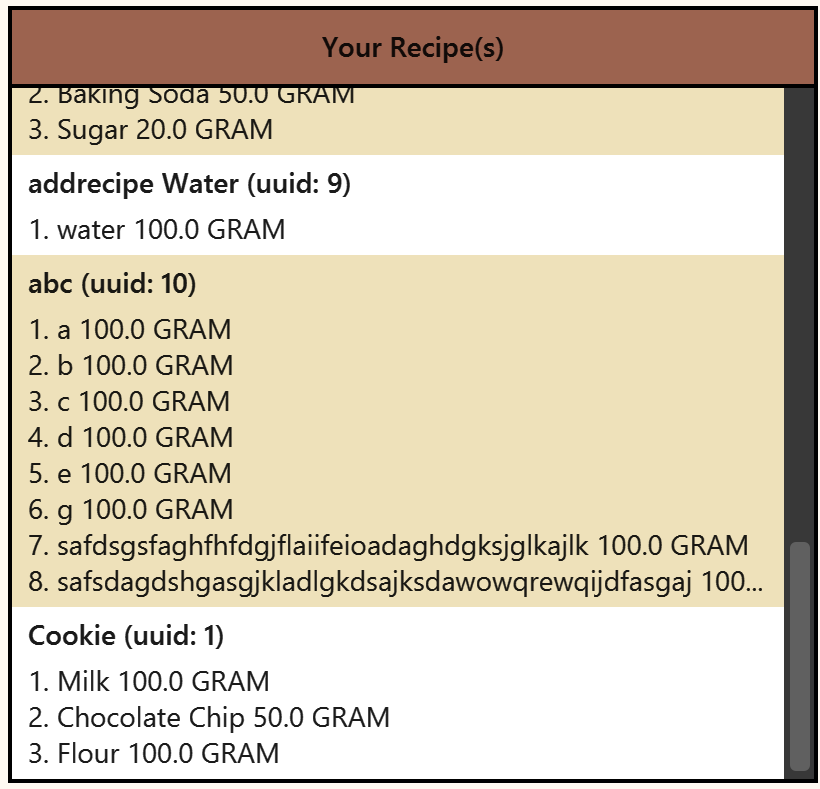 Your Recipe(s)
2. Baking Soda 50.0 GRAM
3. Sugar 20.0 GRAM
addrecipe Water (uuid: 9)
1. water 100.0 GRAM
abc (uuid: 10)
1. a 100.0 GRAM
2. b 100.0 GRAM
3. c 100.0 GRAM
4. d 100.0 GRAM
5. e 100.0 GRAM
6. g 100.0 GRAM
7. safdsgsfaghfhfdgjflaiifeioadaghdgksjglkajlk 100.0 GRAM
8. safsdagdshgasgjkladlgkdsajksdawowqrewqijdfasgaj 100...
Cookie (uuid: 1)
1. Milk 100.0 GRAM
2. Chocolate Chip 50.0 GRAM
3. Flour 100.0 GRAM